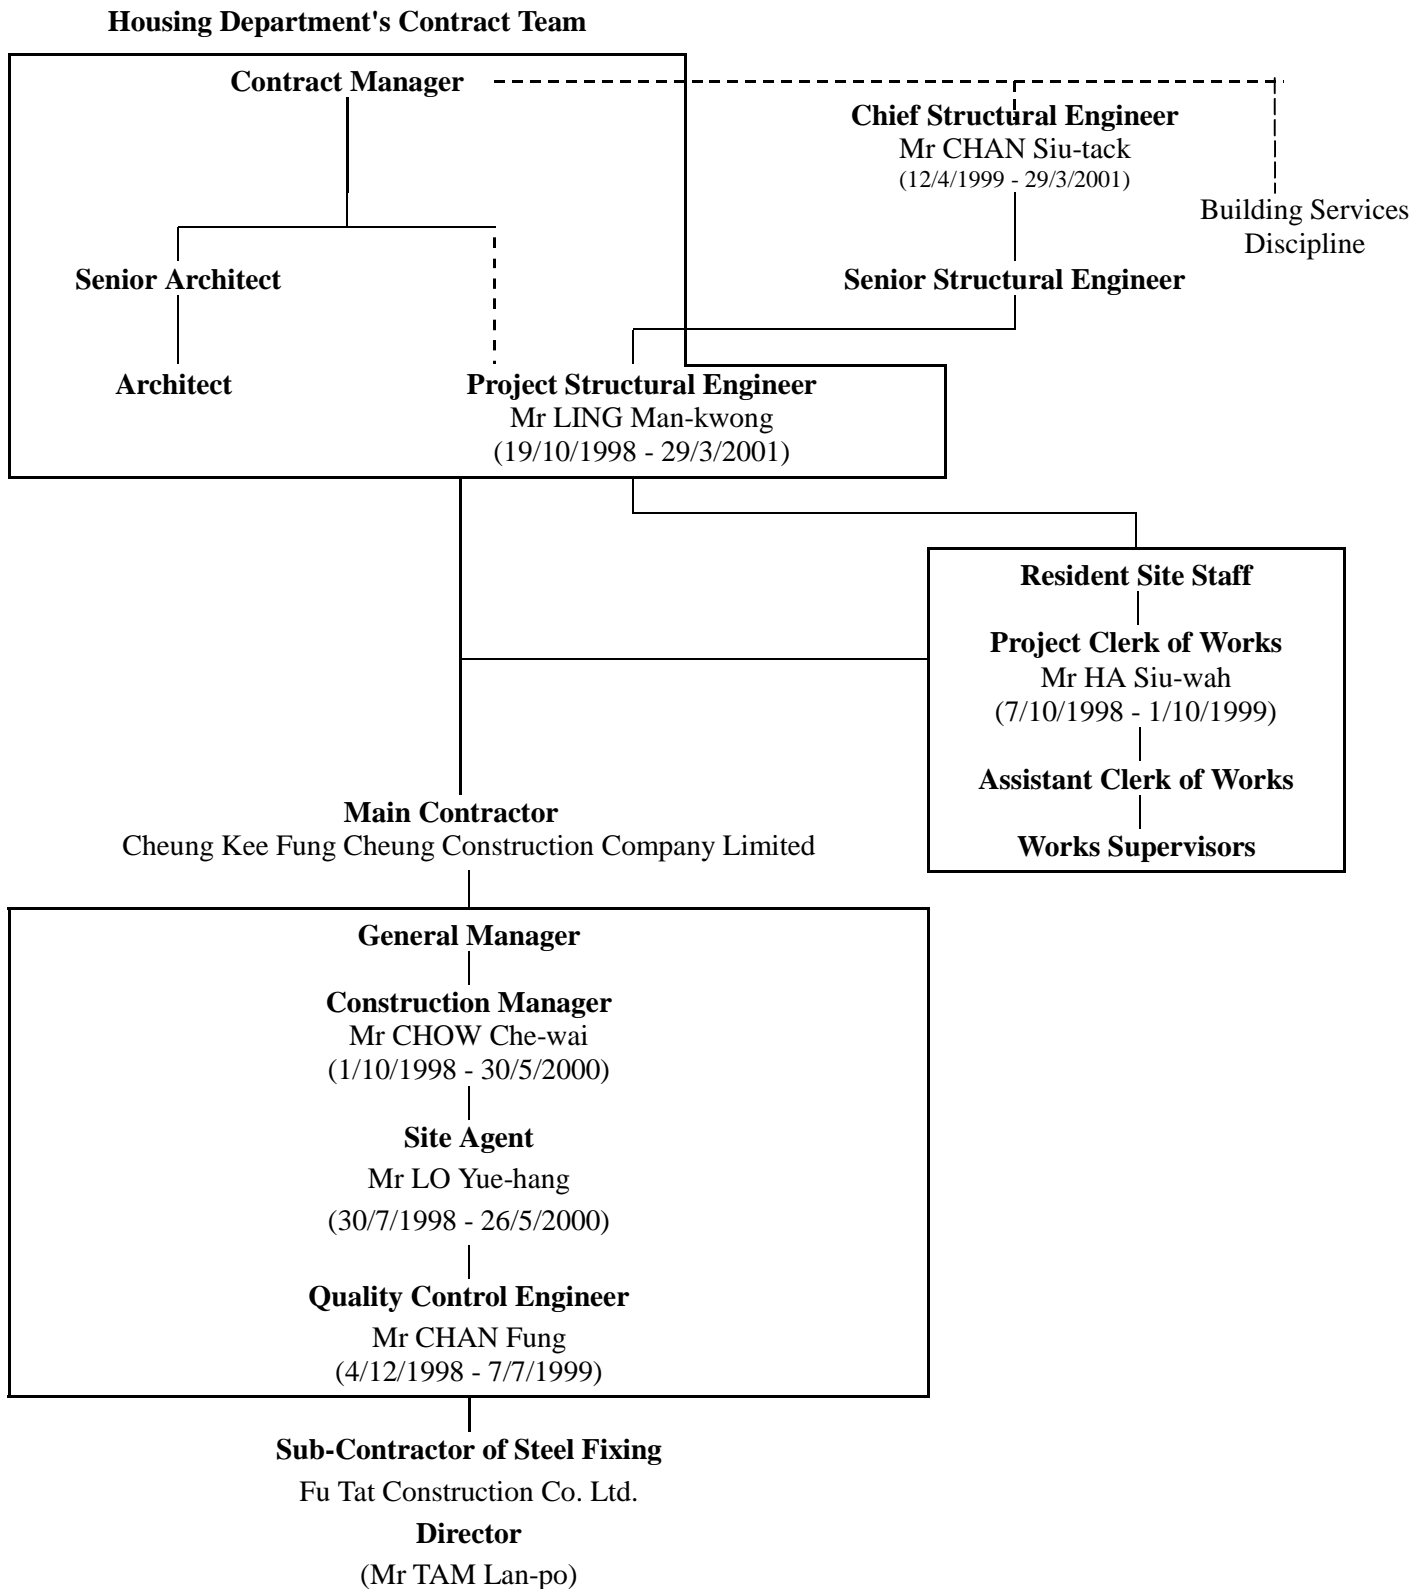 Housing Department's Contract Team
Contract Manager
Chief Structural Engineer
Mr CHAN Siu-tack
(12/4/1999 - 29/3/2001)
Building Services
Discipline
Senior Architect
Senior Structural Engineer
Architect
Project Structural Engineer
Mr LING Man-kwong
(19/10/1998 - 29/3/2001)
Resident Site Staff
Project Clerk of Works
Mr HA Siu-wah
(7/10/1998 - 1/10/1999)
Assistant Clerk of Works
Works Supervisors
Main Contractor
Cheung Kee Fung Cheung Construction Company Limited
General Manager
Construction Manager
Mr CHOW Che-wai
(1/10/1998 - 30/5/2000)
Site Agent
Mr LO Yue-hang
(30/7/1998 - 26/5/2000)
Quality Control Engineer
Mr CHAN Fung
(4/12/1998 - 7/7/1999)
Sub-Contractor of Steel Fixing
Fu Tat Construction Co. Ltd.
Director
(Mr TAM Lan-po)